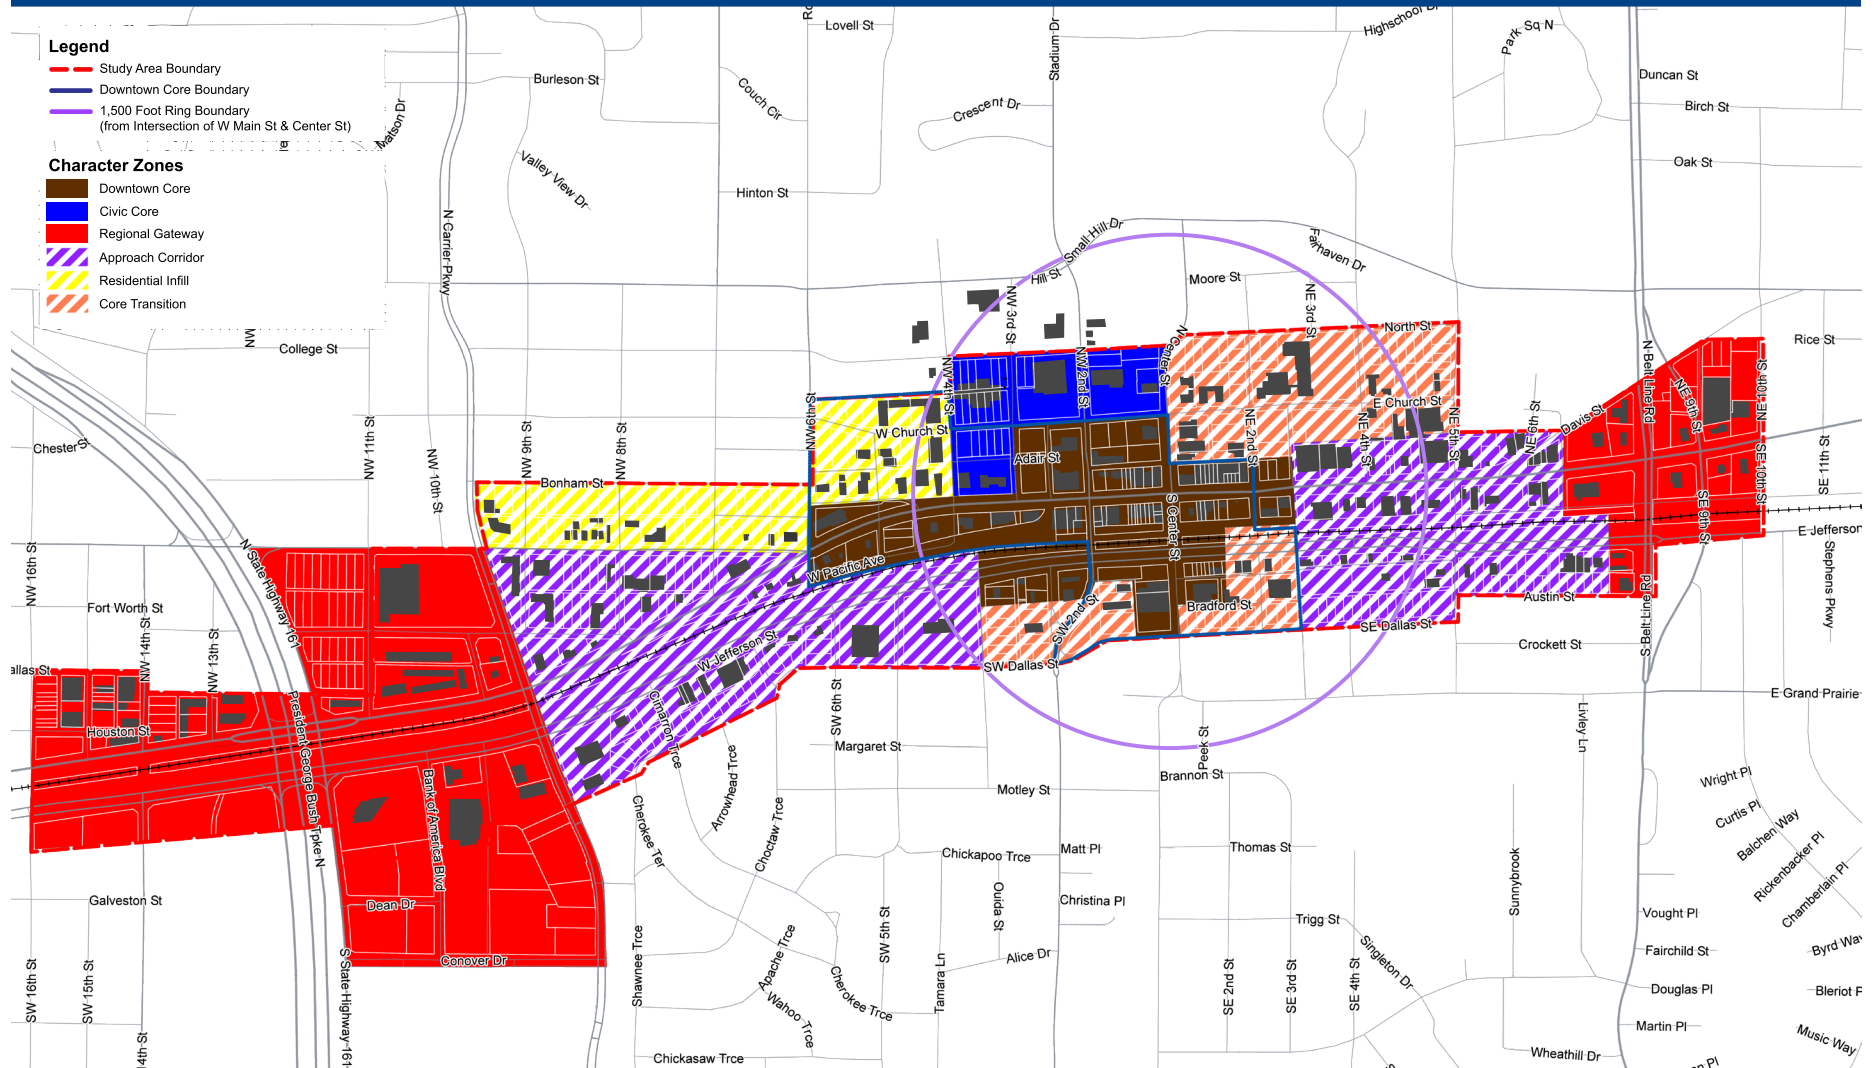 Legend
Study Area Boundary
Downtown Core Boundary
1,500 Foot Ring Boundary
(from Intersection of W Main St & Center St)
Character Zones
Downtown Core
Civic Core
Regional Gateway
Approach Corridor
Residential Infill
Core Transition
Lovell St
Stadium Dr
Park Sq N
Burleson St
Couch Cir
Crescent Dr
Duncan St
Birch St
Matson Dr
Valley View Dr
Hinton St
Oak St
N Carrier Pkwy
Small Hill Dr
Hill St
Moore St
Fairhaven Dr
NW 3rd St
NE 3rd St
North St
NW
College St
N Center St
Rice St
NW 4th St
NW 2nd St
N Belt Line Rd
NE 9th St
NE 10th St
NW 6th St
W Church St
E Church St
NE 2nd St
NE 4th St
NE 5th St
NE 6th St
Davis St
Chester St
NW 11th St
NW 10th St
NW 9th St
NW 8th St
Adair St
Bonham St
SE 10th St
SE 11th St
SE 9th St
S Center St
E Jefferson
NW 16th St
N State Highway 161
W Pacific Ave
Stephens Pkwy
Fort Worth St
NW 14th St
NW 13th St
SW 2nd St
Bradford St
Austin St
S Belt Line Rd
SE Dallas St
Crockett St
allas St
W Jefferson St
SW Dallas St
SW 6th St
E Grand Prairie
Houston St
President George Bush Tpke N
Cimarron Trce
Margaret St
Peek St
Livley Ln
Brannon St
Motley St
Wright Pl
Curtis Pl
Balchen Way
Rickenbacker Pl
Chamberlain Pl
Bank of America Blvd
Arrowhead Trce
Cherokee Ter
Choctaw Trce
Chickapoo Trce
Matt Pl
Thomas St
Sunnybrook
Galveston St
Dean Dr
Ouida St
Christina Pl
Vought Pl
SW 5th St
Trigg St
Singleton Dr
Fairchild St
Byrd Way
Conover Dr
Alice Dr
SW 16th St
SW 15th St
S State Highway 161
Shawnee Trce
Apache Trce
Cherokee Trce
Wahoo Trce
Tamara Ln
SE 2nd St
SE 3rd St
SE 4th St
Douglas Pl
Bleriot P
Martin Pl
Music Way
4th St
Chickasaw Trce
Wheathill Dr